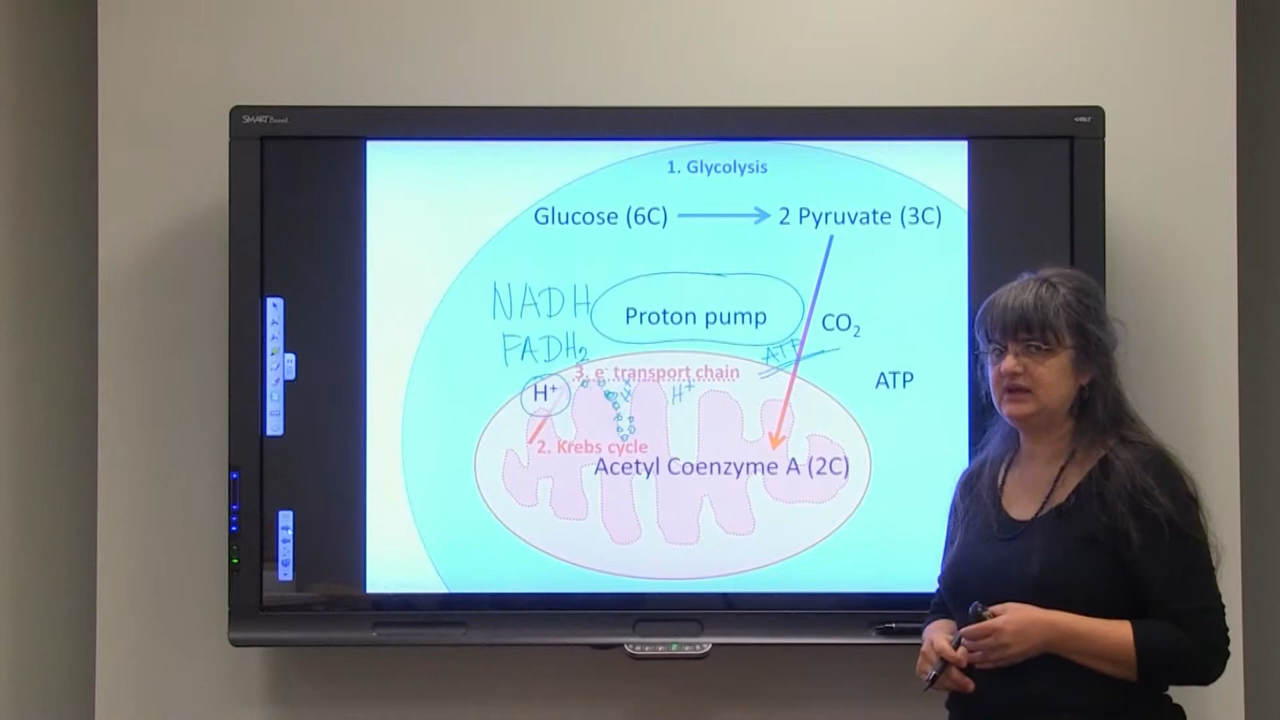 SMART Board
1. Glycolysis
Glucose (6C) 2 Pyruvate (3C)
NADH
Proton pump
CO2
FADH2
ATP
3. e- transport chain
ATP
H+
H+
2. Krebs cycle
Acetyl Coenzyme A (2C)